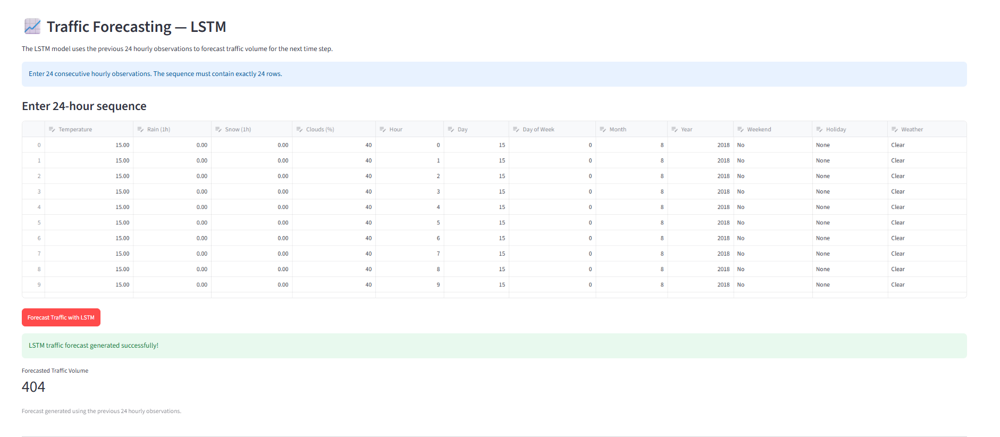 Traffic Forecasting — LSTM
The LSTM model uses the previous 24 hourly observations to forecast traffic volume for the next time step.
Enter 24 consecutive hourly observations. The sequence must contain exactly 24 rows.
Enter 24-hour sequence
Temperature Rain (1h) Snow (1h) Clouds (%) Hour Day Day of Week Month Year Weekend Holiday Weather
0 15.00 0.00 0.00 40 0 15 0 8 2018 No None Clear
1 15.00 0.00 0.00 40 1 15 0 8 2018 No None Clear
2 15.00 0.00 0.00 40 2 15 0 8 2018 No None Clear
3 15.00 0.00 0.00 40 3 15 0 8 2018 No None Clear
4 15.00 0.00 0.00 40 4 15 0 8 2018 No None Clear
5 15.00 0.00 0.00 40 5 15 0 8 2018 No None Clear
6 15.00 0.00 0.00 40 6 15 0 8 2018 No None Clear
7 15.00 0.00 0.00 40 7 15 0 8 2018 No None Clear
8 15.00 0.00 0.00 40 8 15 0 8 2018 No None Clear
9 15.00 0.00 0.00 40 9 15 0 8 2018 No None Clear
Forecast Traffic with LSTM
LSTM traffic forecast generated successfully!
Forecasted Traffic Volume
404
Forecast generated using the previous 24 hourly observations.